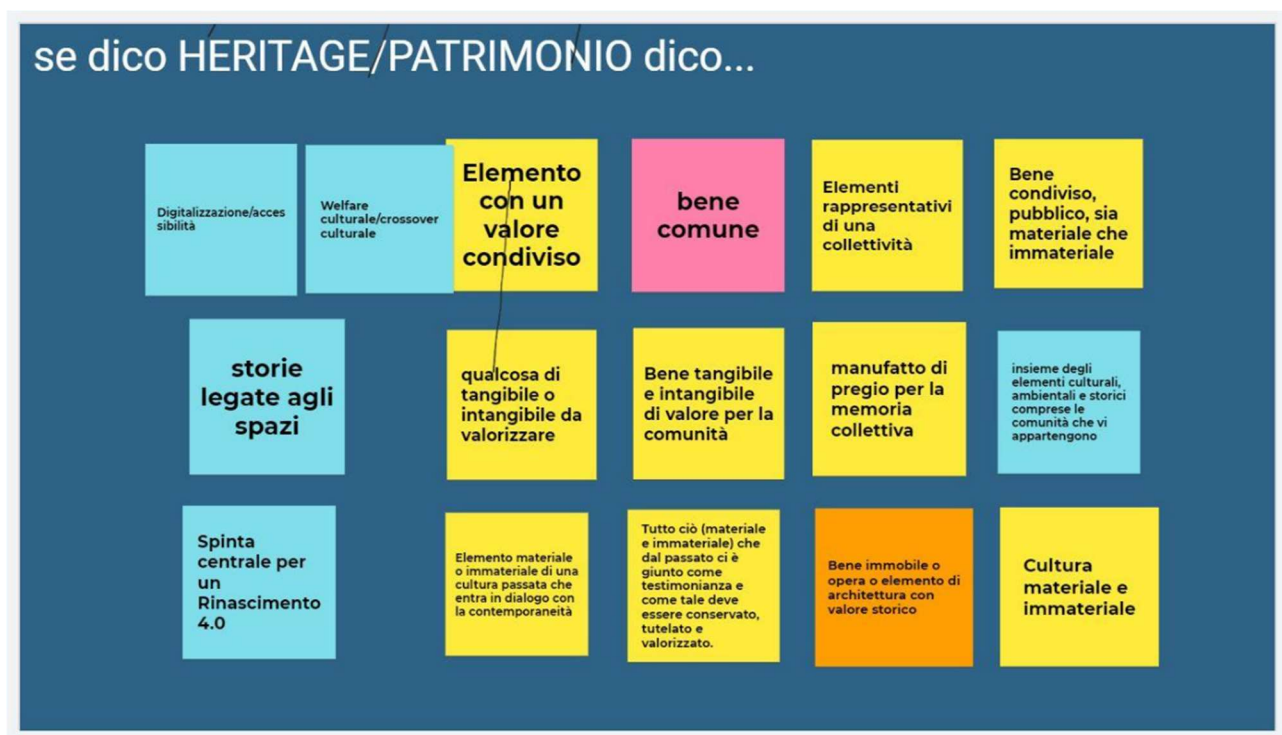 se dico HERITAGE/PATRIMONIO dico...
Digitalizzazione/acces
sibilità
Welfare
culturale/crossover
culturale
Elemento
con un
valore
condiviso
bene
comune
Elementi
rappresentativi
di una
collettività
Bene
condiviso,
pubblico, sia
materiale che
immateriale
storie
legate agli
spazi
qualcosa di
tangibile o
intangibile da
valorizzare
Bene tangibile
e intangibile
di valore per la
comunità
manufatto di
pregio per la
memoria
collettiva
insieme degli
elementi culturali,
ambientali e storici
comprese le
comunità che vi
appartengono
Spinta
centrale per
un
Rinascimento
4.0
Elemento materiale
o immateriale di una
cultura passata che
entra in dialogo con
la contemporaneità
Tutto ciò (materiale
e immateriale) che
dal passato ci è
giunto come
testimonianza e
come tale deve
essere conservato,
tutelato e
valorizzato.
Bene immobile o
opera o elemento di
architettura con
valore storico
Cultura
materiale e
immateriale